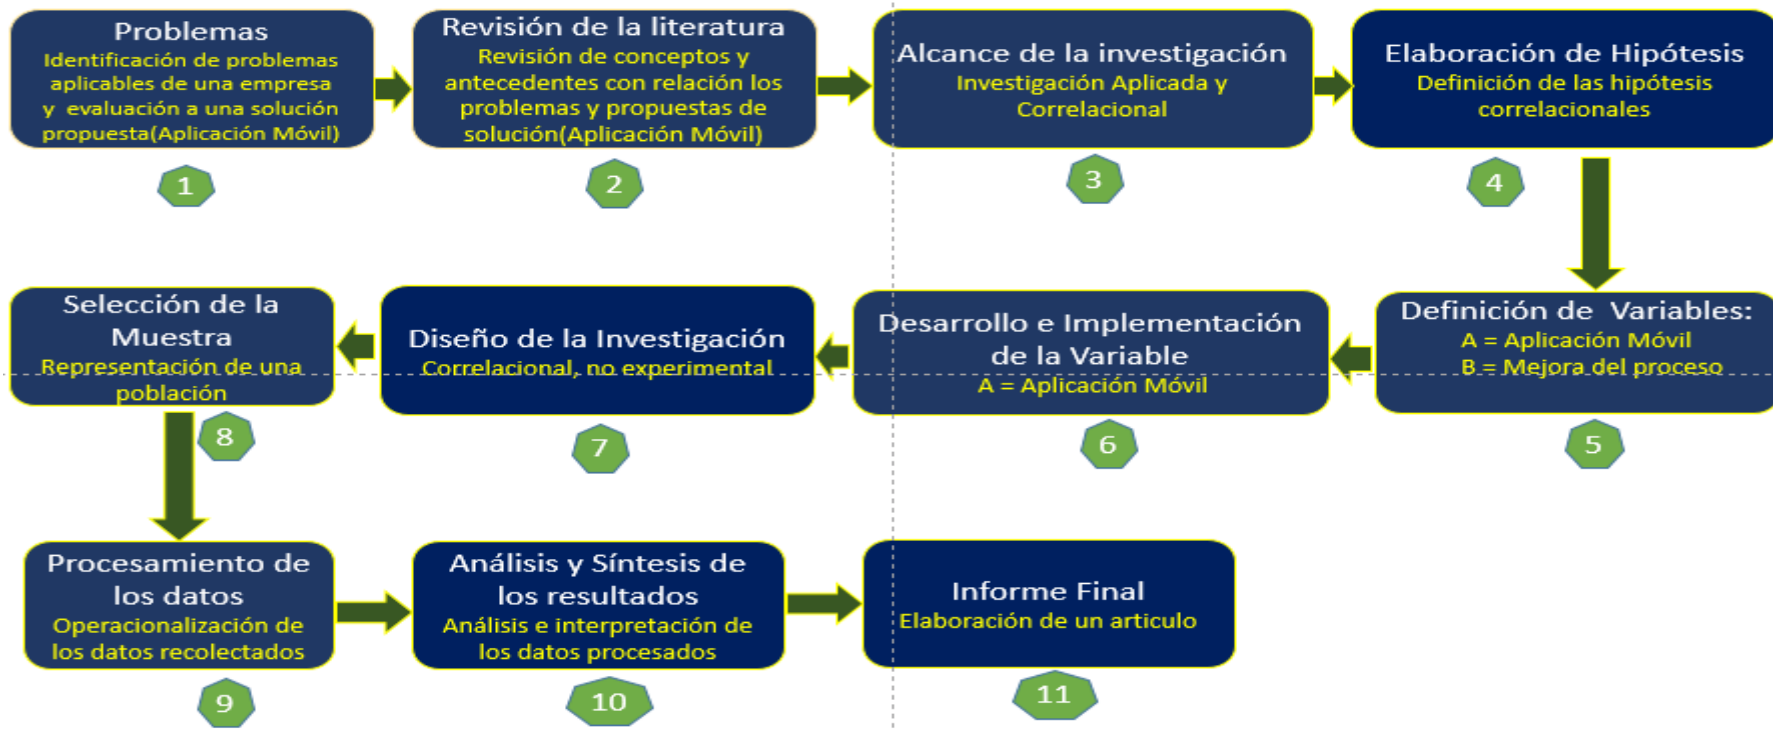 Problemas
Identificación de problemas
aplicables de una empresa
y evaluación a una solución
propuesta(Aplicación Móvil)
1
Revisión de la literatura
Revisión de conceptos y
antecedentes con relación los
problemas y propuestas de
solución(Aplicación Móvil)
2
Alcance de la investigación
Investigación Aplicada y
Correlacional
3
Elaboración de Hipótesis
Definición de las hipótesis
correlacionales
4
Definición de Variables:
A = Aplicación Móvil
B = Mejora del proceso
5
Desarrollo e Implementación
de la Variable
A = Aplicación Móvil
6
Diseño de la Investigación
Correlacional, no experimental
7
Selección de la
Muestra
Representación de una
población
8
Procesamiento de
los datos
Operacionalización de
los datos recolectados
9
Análisis y Síntesis de
los resultados
Análisis e interpretación de
los datos procesados
10
Informe Final
Elaboración de un articulo
11